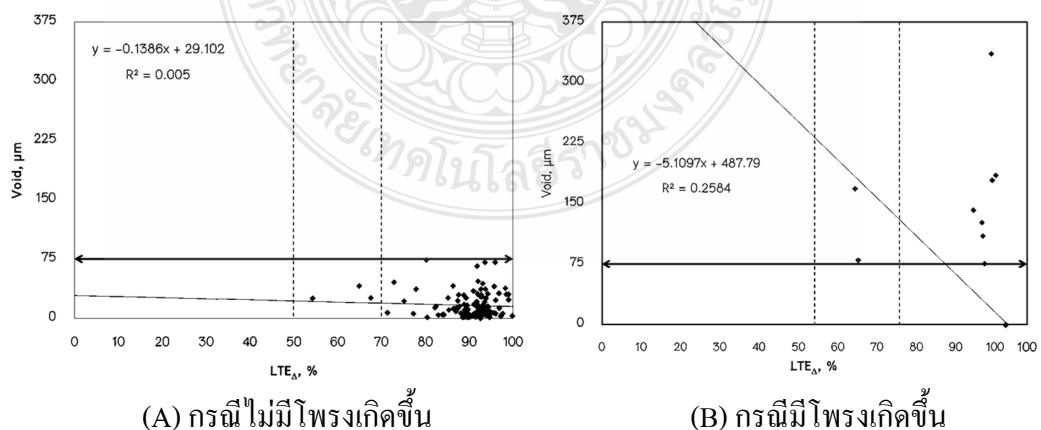 375
300
225
150
75
0
Void, µm
y = -0.1386x + 29.102
R² = 0.005
0 10 20 30 40 50 60 70 80 90 100
LTE△, %
(A) กรณีไม่มีโพรงเกิดขึ้น
375
300
225
150
75
0
Void, µm
y = -5.1097x + 487.79
R² = 0.2584
0 10 20 30 40 50 60 70 80 90 100 100
LTE△, %
(B) กรณีมีโพรงเกิดขึ้น